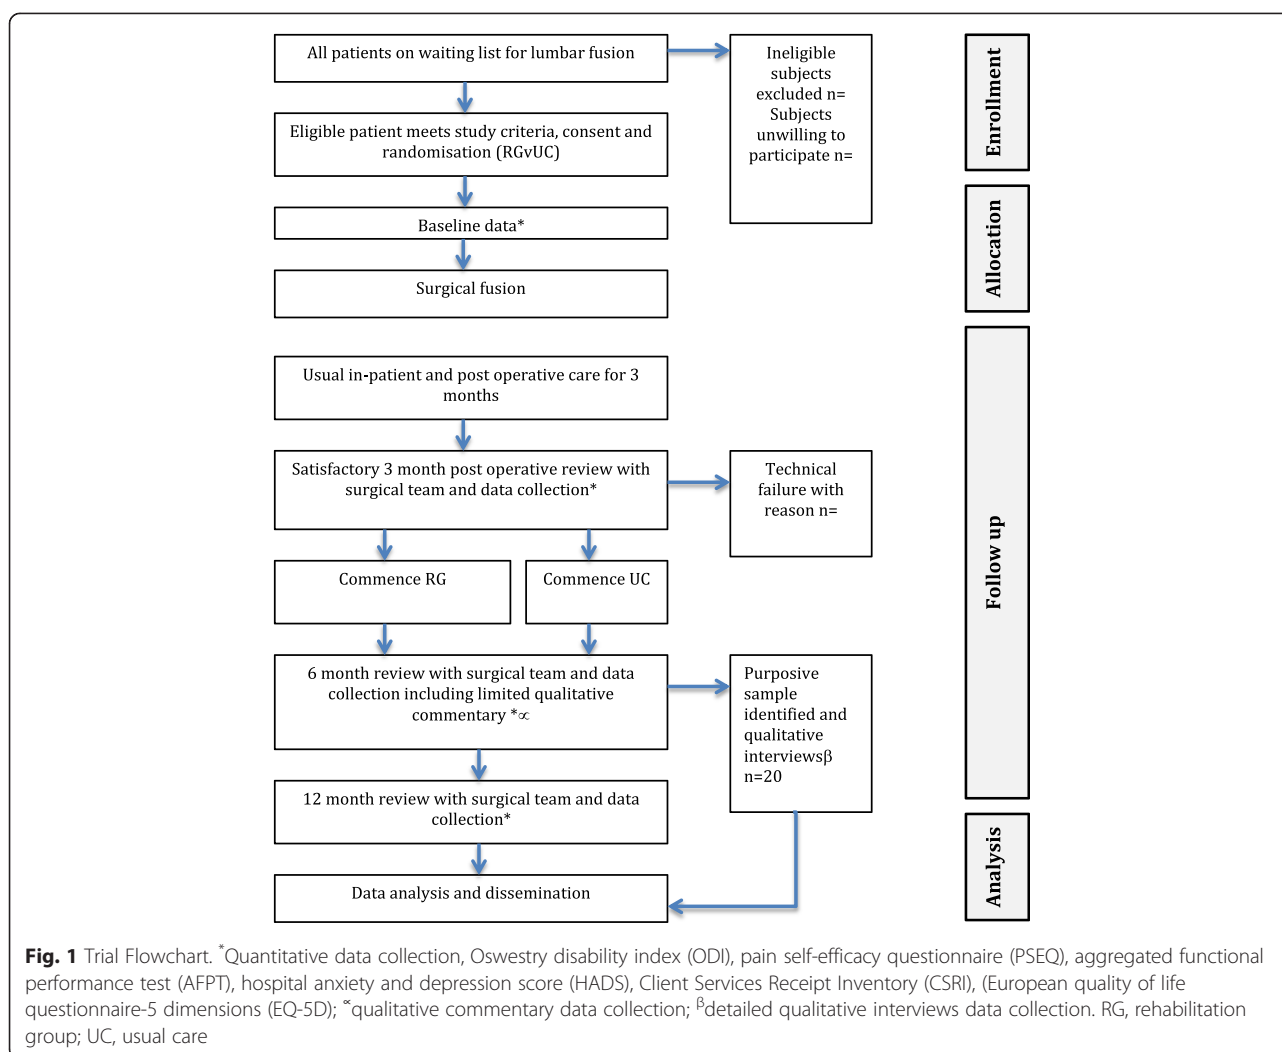 All patients on waiting list for lumbar fusion
Ineligible
subjects
excluded n=
Subjects
unwilling to
participate n=
Enrollment
Eligible patient meets study criteria, consent and
randomisation (RGvUC)
Baseline data*
Surgical fusion
Allocation
Usual in-patient and post operative care for 3
months
Satisfactory 3 month post operative review with
surgical team and data collection*
Technical
failure with
reason n=
Commence RG
Commence UC
Follow up
6 month review with surgical team and data
collection including limited qualitative
commentary *∝
Purposive
sample
identified and
qualitative
interviewsβ
n=20
12 month review with surgical team and data
collection*
Data analysis and dissemination
Analysis
Fig. 1 Trial Flowchart. *Quantitative data collection, Oswestry disability index (ODI), pain self-efficacy questionnaire (PSEQ), aggregated functional
performance test (AFPT), hospital anxiety and depression score (HADS), Client Services Receipt Inventory (CSRI), (European quality of life
questionnaire-5 dimensions (EQ-5D); ∝qualitative commentary data collection; βdetailed qualitative interviews data collection. RG, rehabilitation
group; UC, usual care